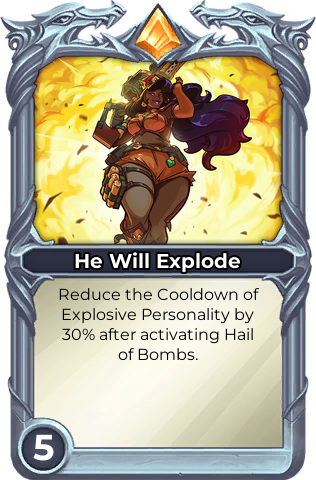 He Will Explode
Reduce the Cooldown of
Explosive Personality by
30% after activating Hail
of Bombs.
5